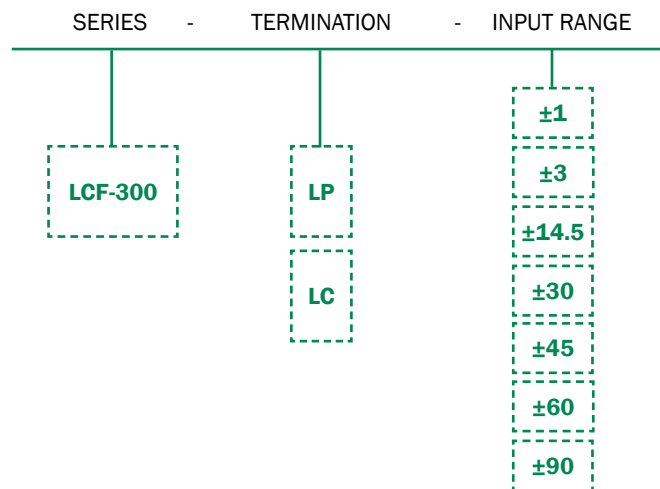 SERIES - TERMINATION - INPUT RANGE
LCF-300
LP
LC
±1
±3
±14.5
±30
±45
±60
±90